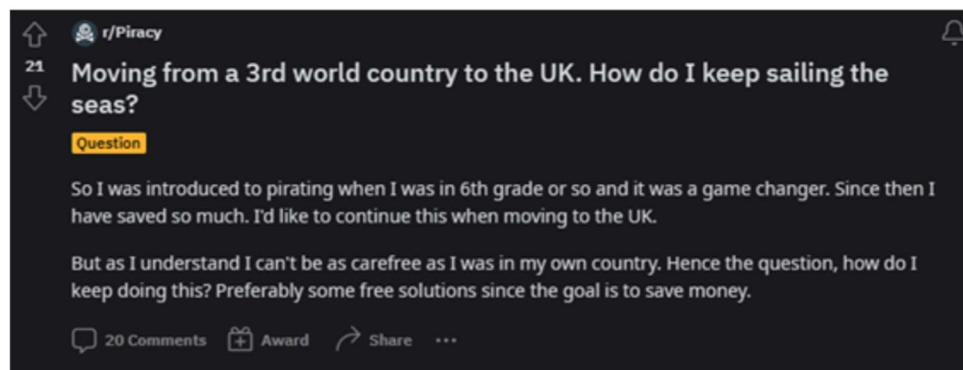 r/Piracy
21
Moving from a 3rd world country to the UK. How do I keep sailing the
seas?
Question
So I was introduced to pirating when I was in 6th grade or so and it was a game changer. Since then I
have saved so much. I'd like to continue this when moving to the UK.
But as I understand I can't be as carefree as I was in my own country. Hence the question, how do I
keep doing this? Preferably some free solutions since the goal is to save money.
20 Comments Award Share ...